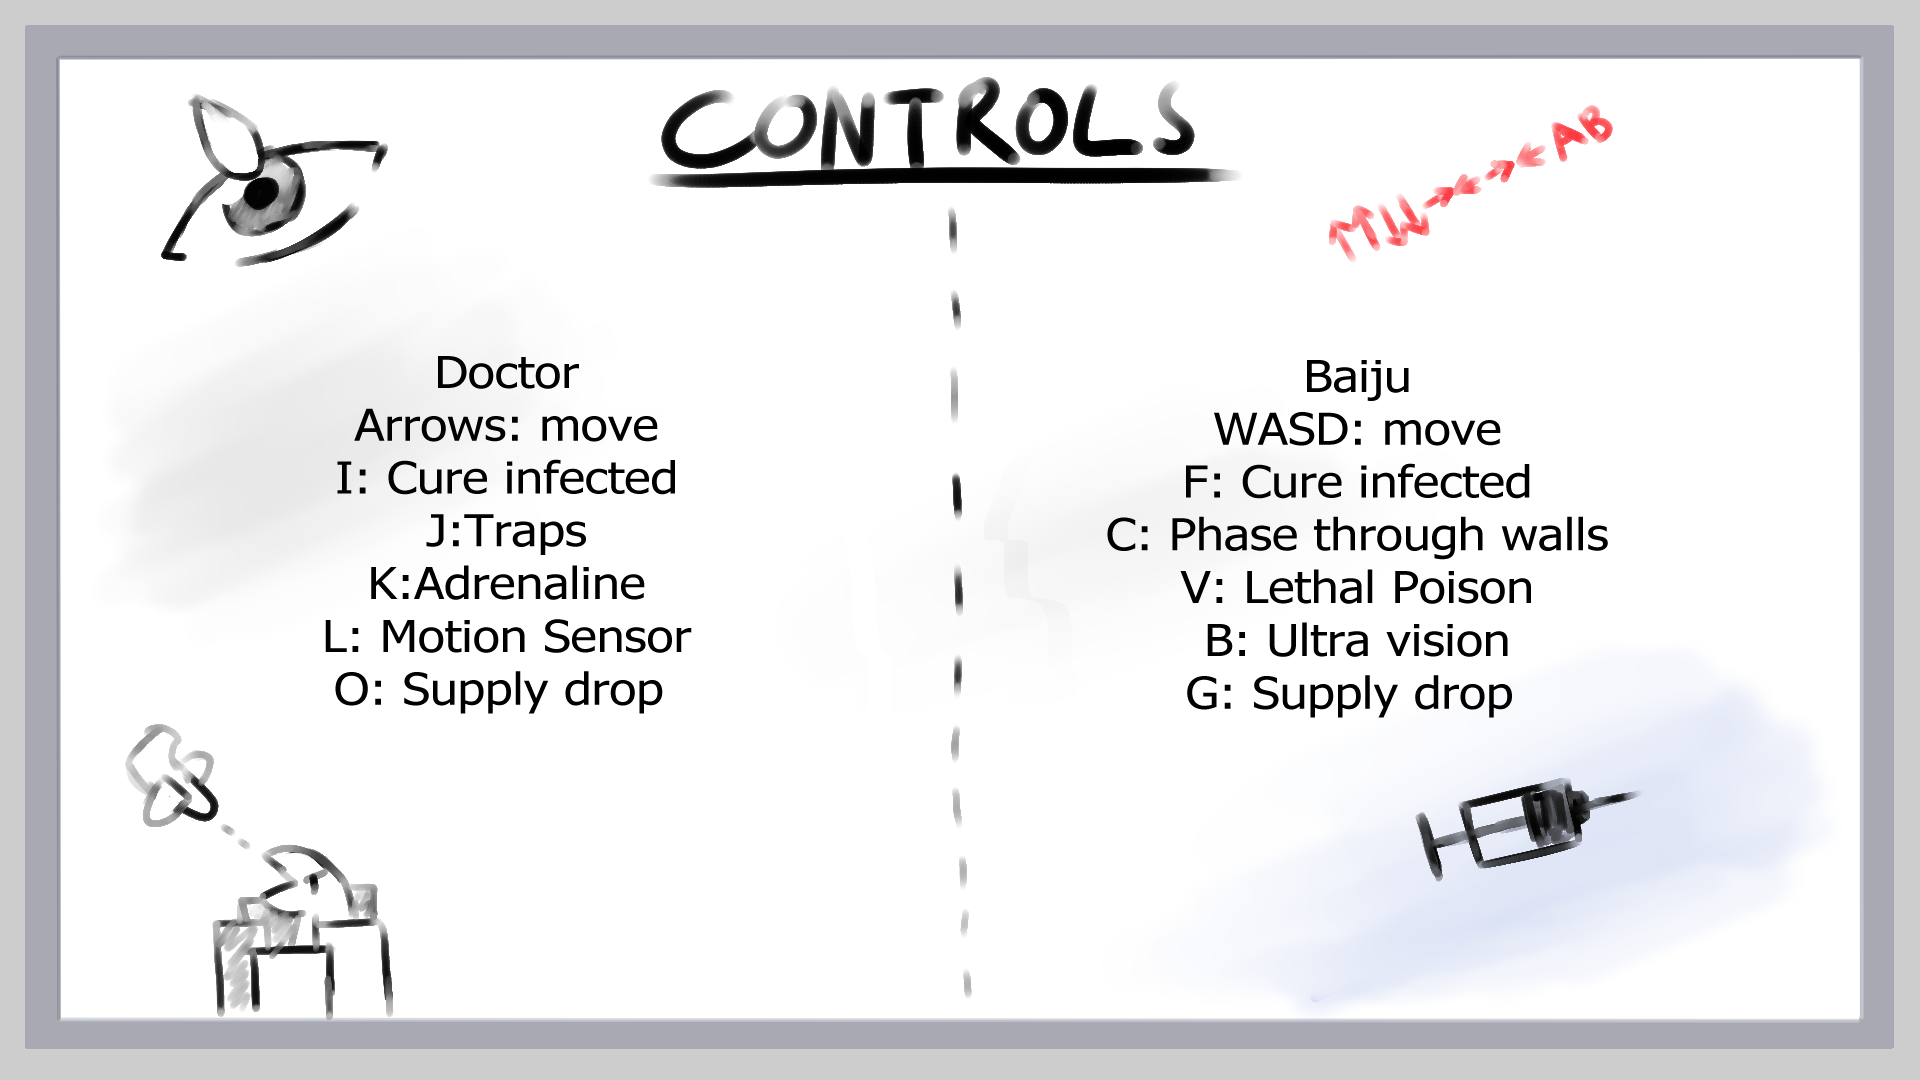 CONTROLS
↑↑↓↓→←→←AB
Doctor
Arrows: move
I: Cure infected
J:Traps
K:Adrenaline
L: Motion Sensor
O: Supply drop
Baiju
WASD: move
F: Cure infected
C: Phase through walls
V: Lethal Poison
B: Ultra vision
G: Supply drop